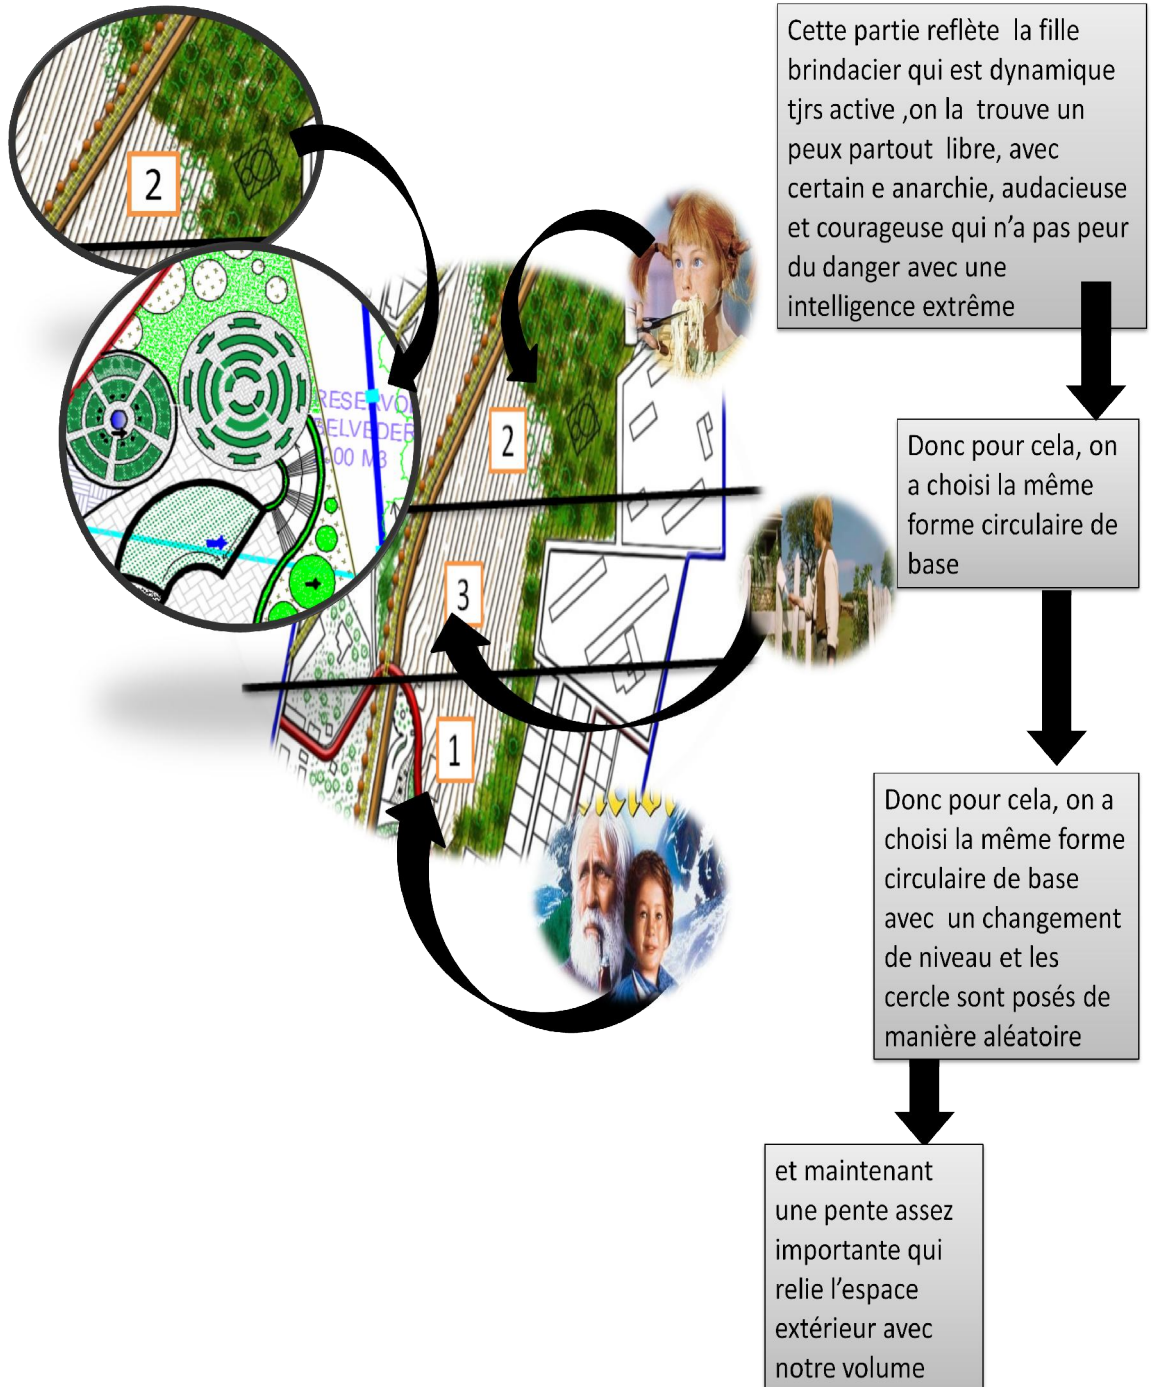 Cette partie reflète la fille
brindacier qui est dynamique
tjrs active ,on la trouve un
peux partout libre, avec
certain e anarchie, audacieuse
et courageuse qui n'a pas peur
du danger avec une
intelligence extrême
Donc pour cela, on
a choisi la même
forme circulaire de
base
Donc pour cela, on a
choisi la même forme
circulaire de base
avec un changement
de niveau et les
cercle sont posés de
manière aléatoire
et maintenant
une pente assez
importante qui
relie l'espace
extérieur avec
notre volume
2
2
3
1